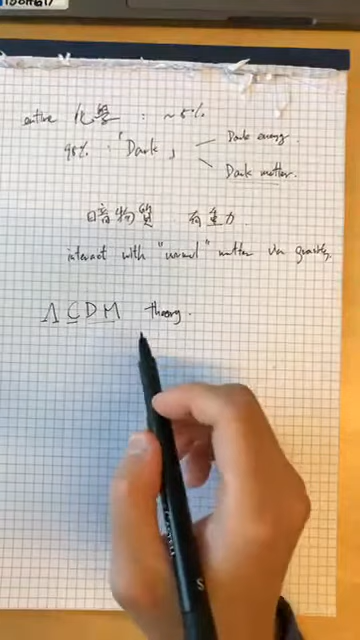 entire 化學 : ~5%
95% 「Dark」
Dark energy.
Dark matter.
暗物質 有重力
interact with "normal" matter via gravity.
ΛCDM theory.